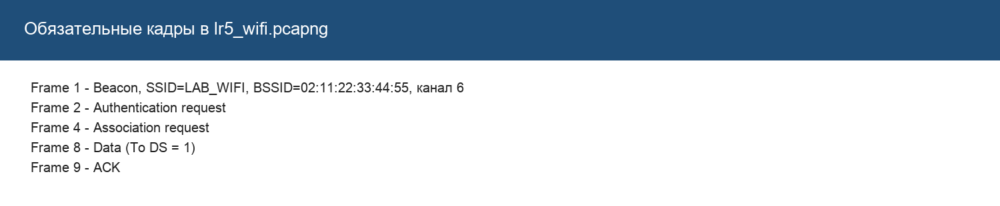 Обязательные кадры в lr5_wifi.pcapng
Frame 1 - Beacon, SSID=LAB_WIFI, BSSID=02:11:22:33:44:55, канал 6
Frame 2 - Authentication request
Frame 4 - Association request
Frame 8 - Data (To DS = 1)
Frame 9 - ACK